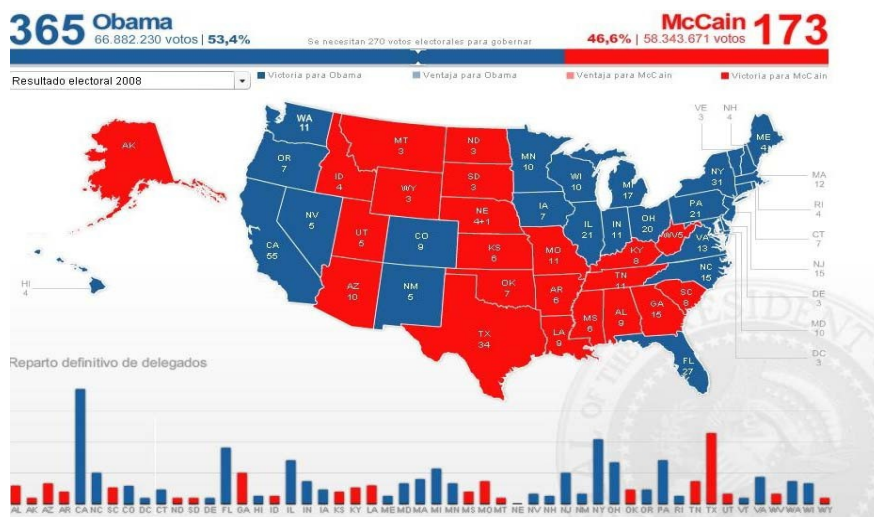 365 Obama
66.882.230 votos | 53,4%
Se necesitan 270 votos electorales para gobernar
McCain 173
46,6% | 58.343.671 votos
Resultado electoral 2008
Victoria para Obama
Ventaja para Obama
Ventaja para McCain
Victoria para McCain
VE
3
NH
4
WA
11
ME
4
AK
MT
3
ND
3
MN
10
OR
7
ID
4
SD
3
WI
10
MI
17
NY
31
MA
12
WY
3
RI
4
IA
7
PA
21
NE
4+1
NV
5
IL
21
IN
11
OH
20
CT
7
UT
5
CO
9
WV5
VA
13
CA
55
KS
6
MO
11
KY
8
NJ
15
NC
15
TN
11
HI
4
AZ
10
NM
5
OK
7
AR
6
SC
8
DE
3
MS
6
AL
9
GA
15
MD
10
TX
34
LA
9
DC
3
FL
27
Reparto definitivo de delegados
AL AK AZ AR CA NC SC CO DC CT ND SD DE FL GA HI ID IL IN IA KS KY LA ME MD MA MI MN MS MO MT NE NV NH NJ NM NY OH OK OR PA RI TN TX UT VT VA WV WA WI WY